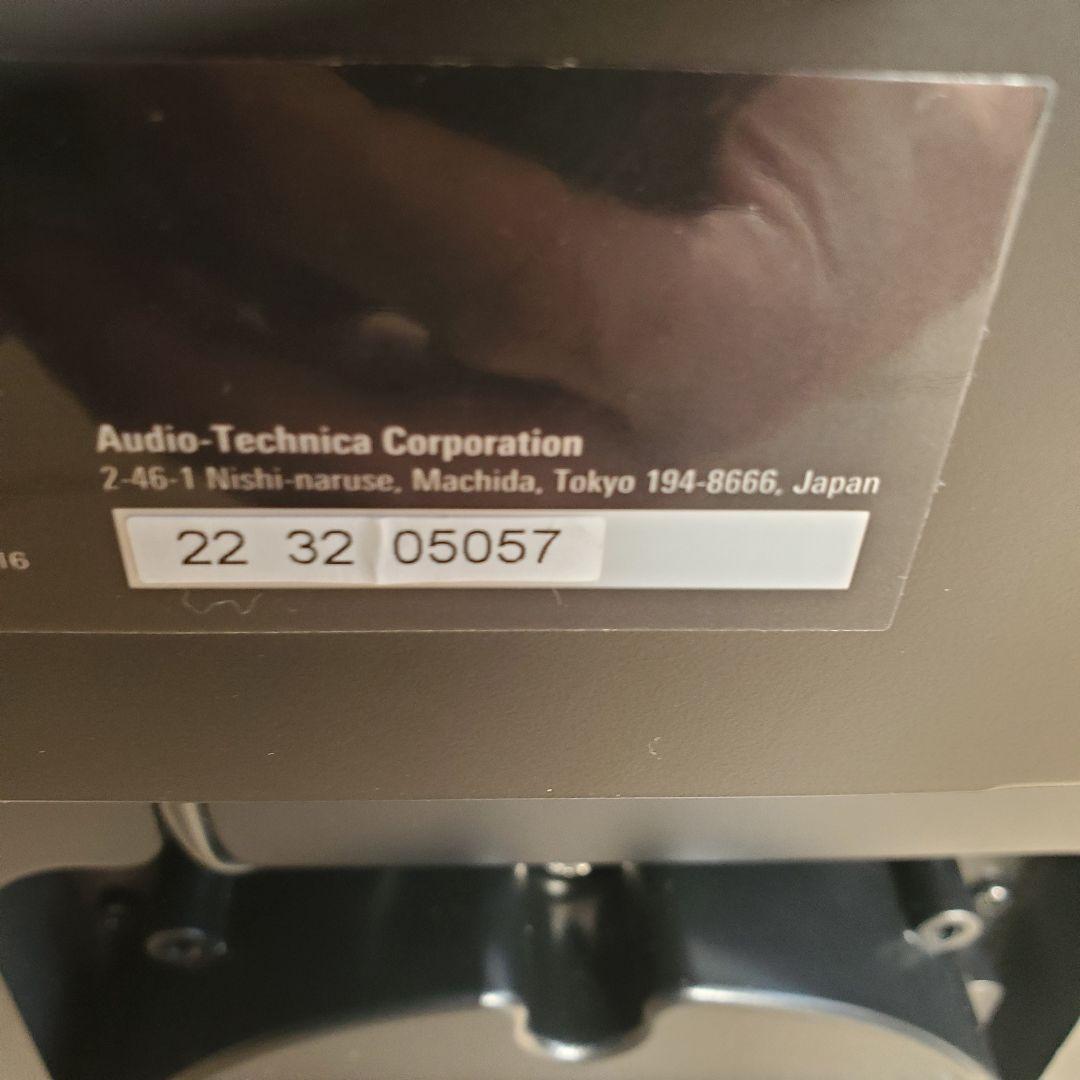 Audio-Technica Corporation
2-46-1 Nishi-naruse, Machida, Tokyo 194-8666, Japan
22 32 05057